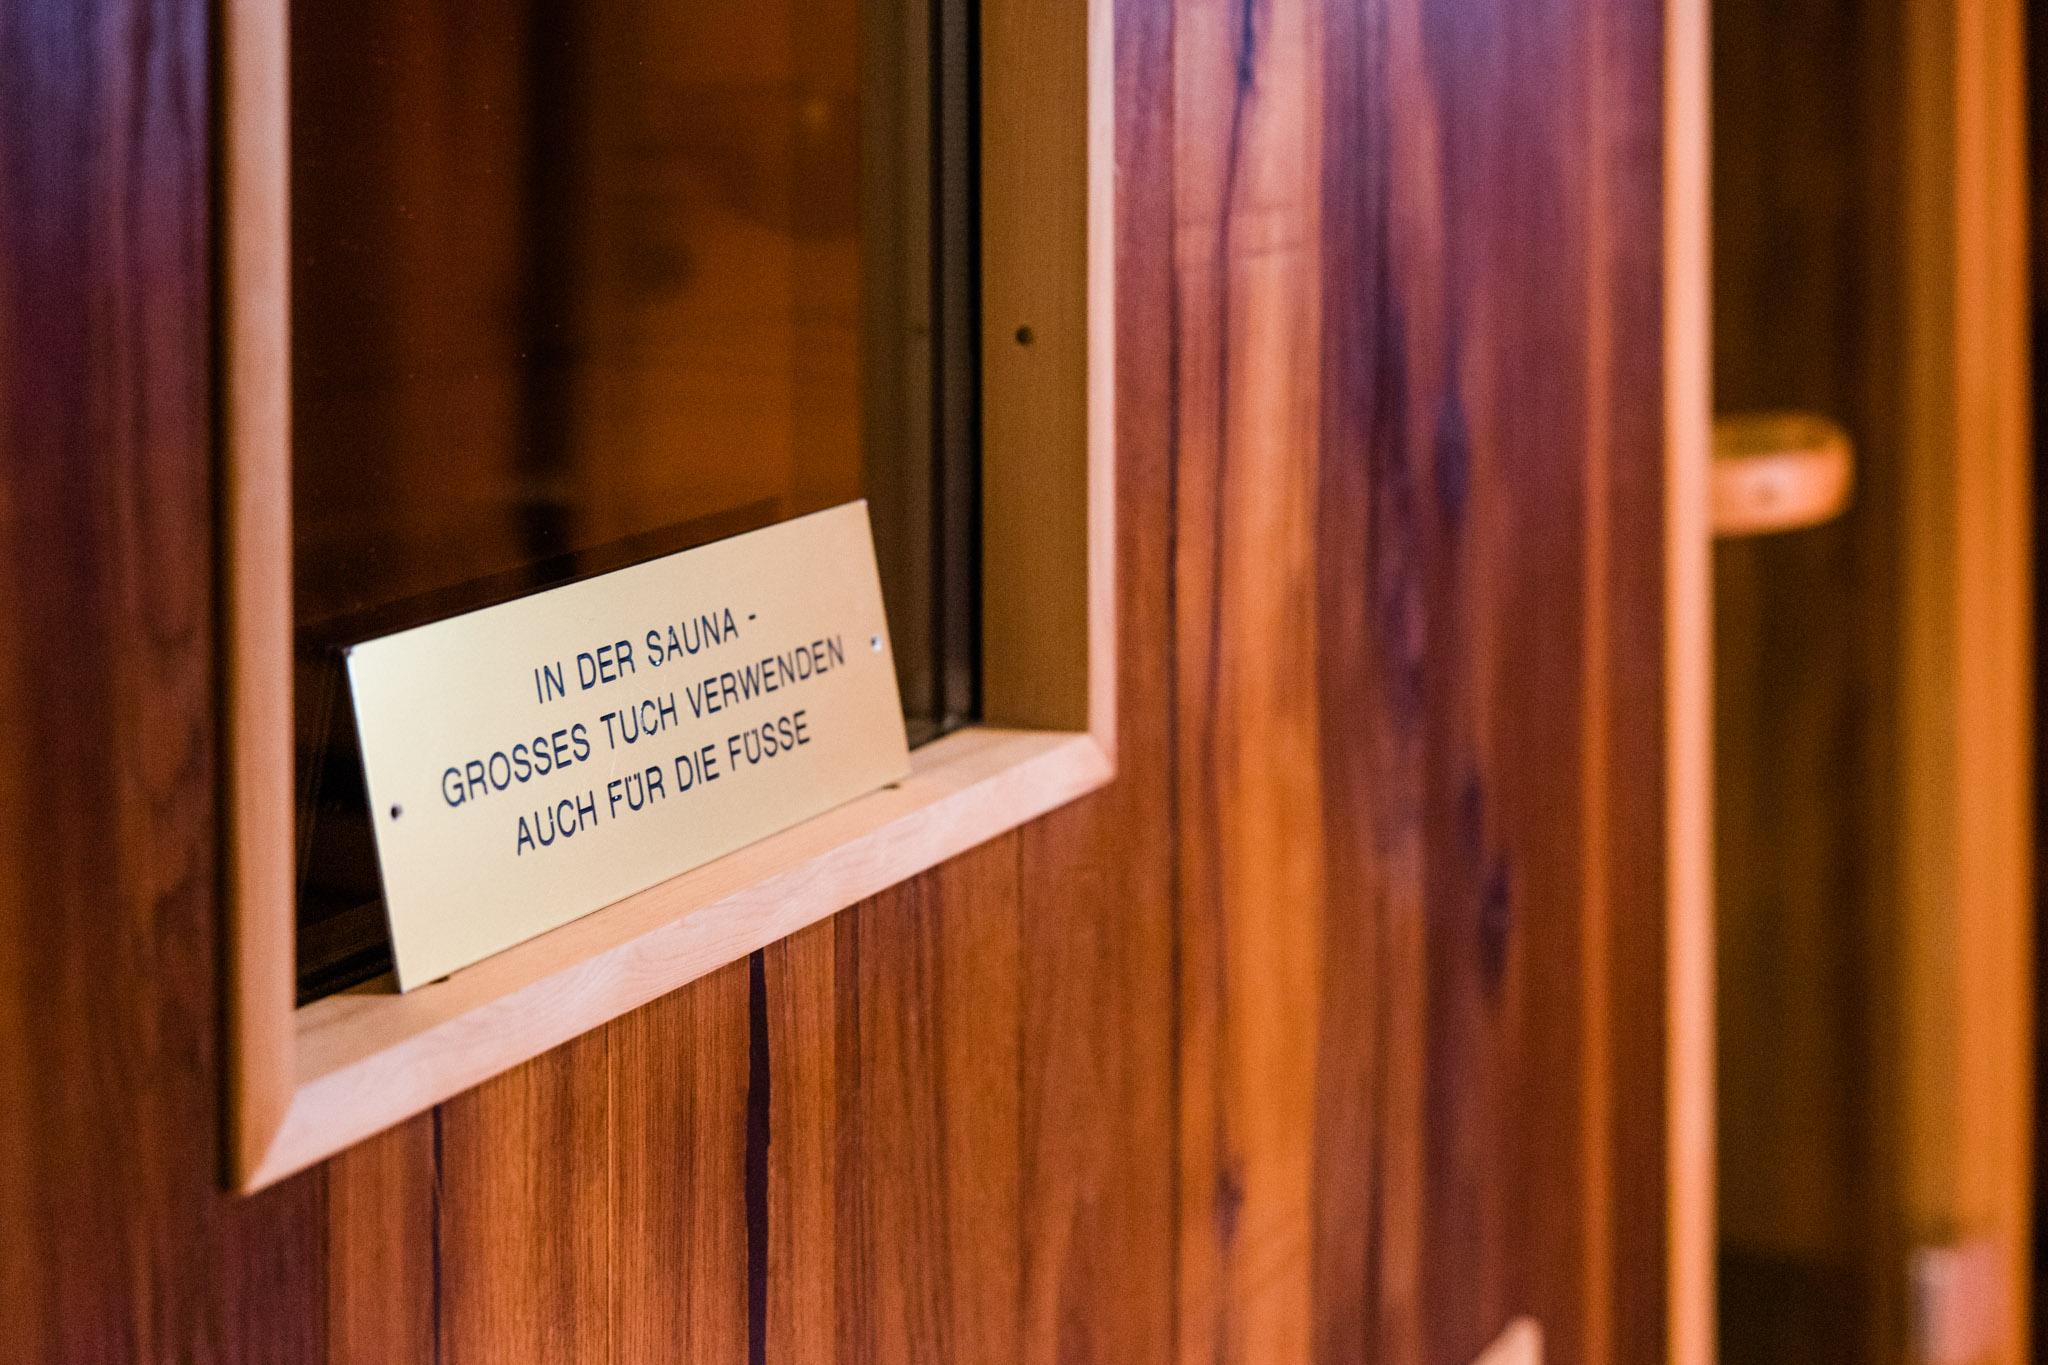 IN DER SAUNA -
GROSSES TUCH VERWENDEN
AUCH FÜR DIE FÜSSE